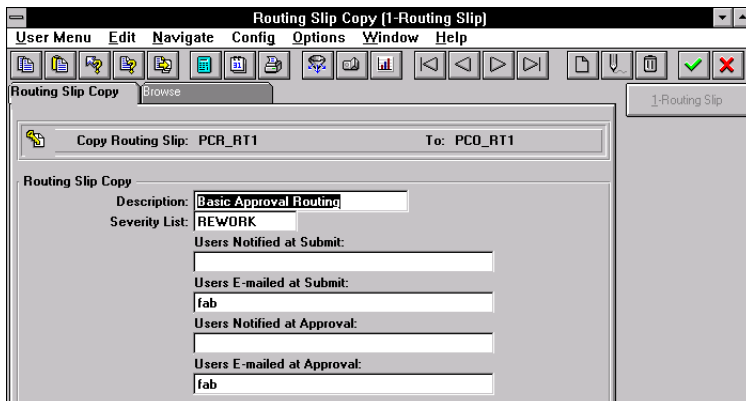 Routing Slip Copy (1-Routing Slip)
User Menu Edit Navigate Config Options Window Help
31
Routing Slip Copy Browse
1-Routing Slip
Copy Routing Slip: PCR_RT1 To: PCO_RT1
Routing Slip Copy
Description: Basic Approval Routing
Severity List: REWORK
Users Notified at Submit:
Users E-mailed at Submit:
fab
Users Notified at Approval:
Users E-mailed at Approval:
fab